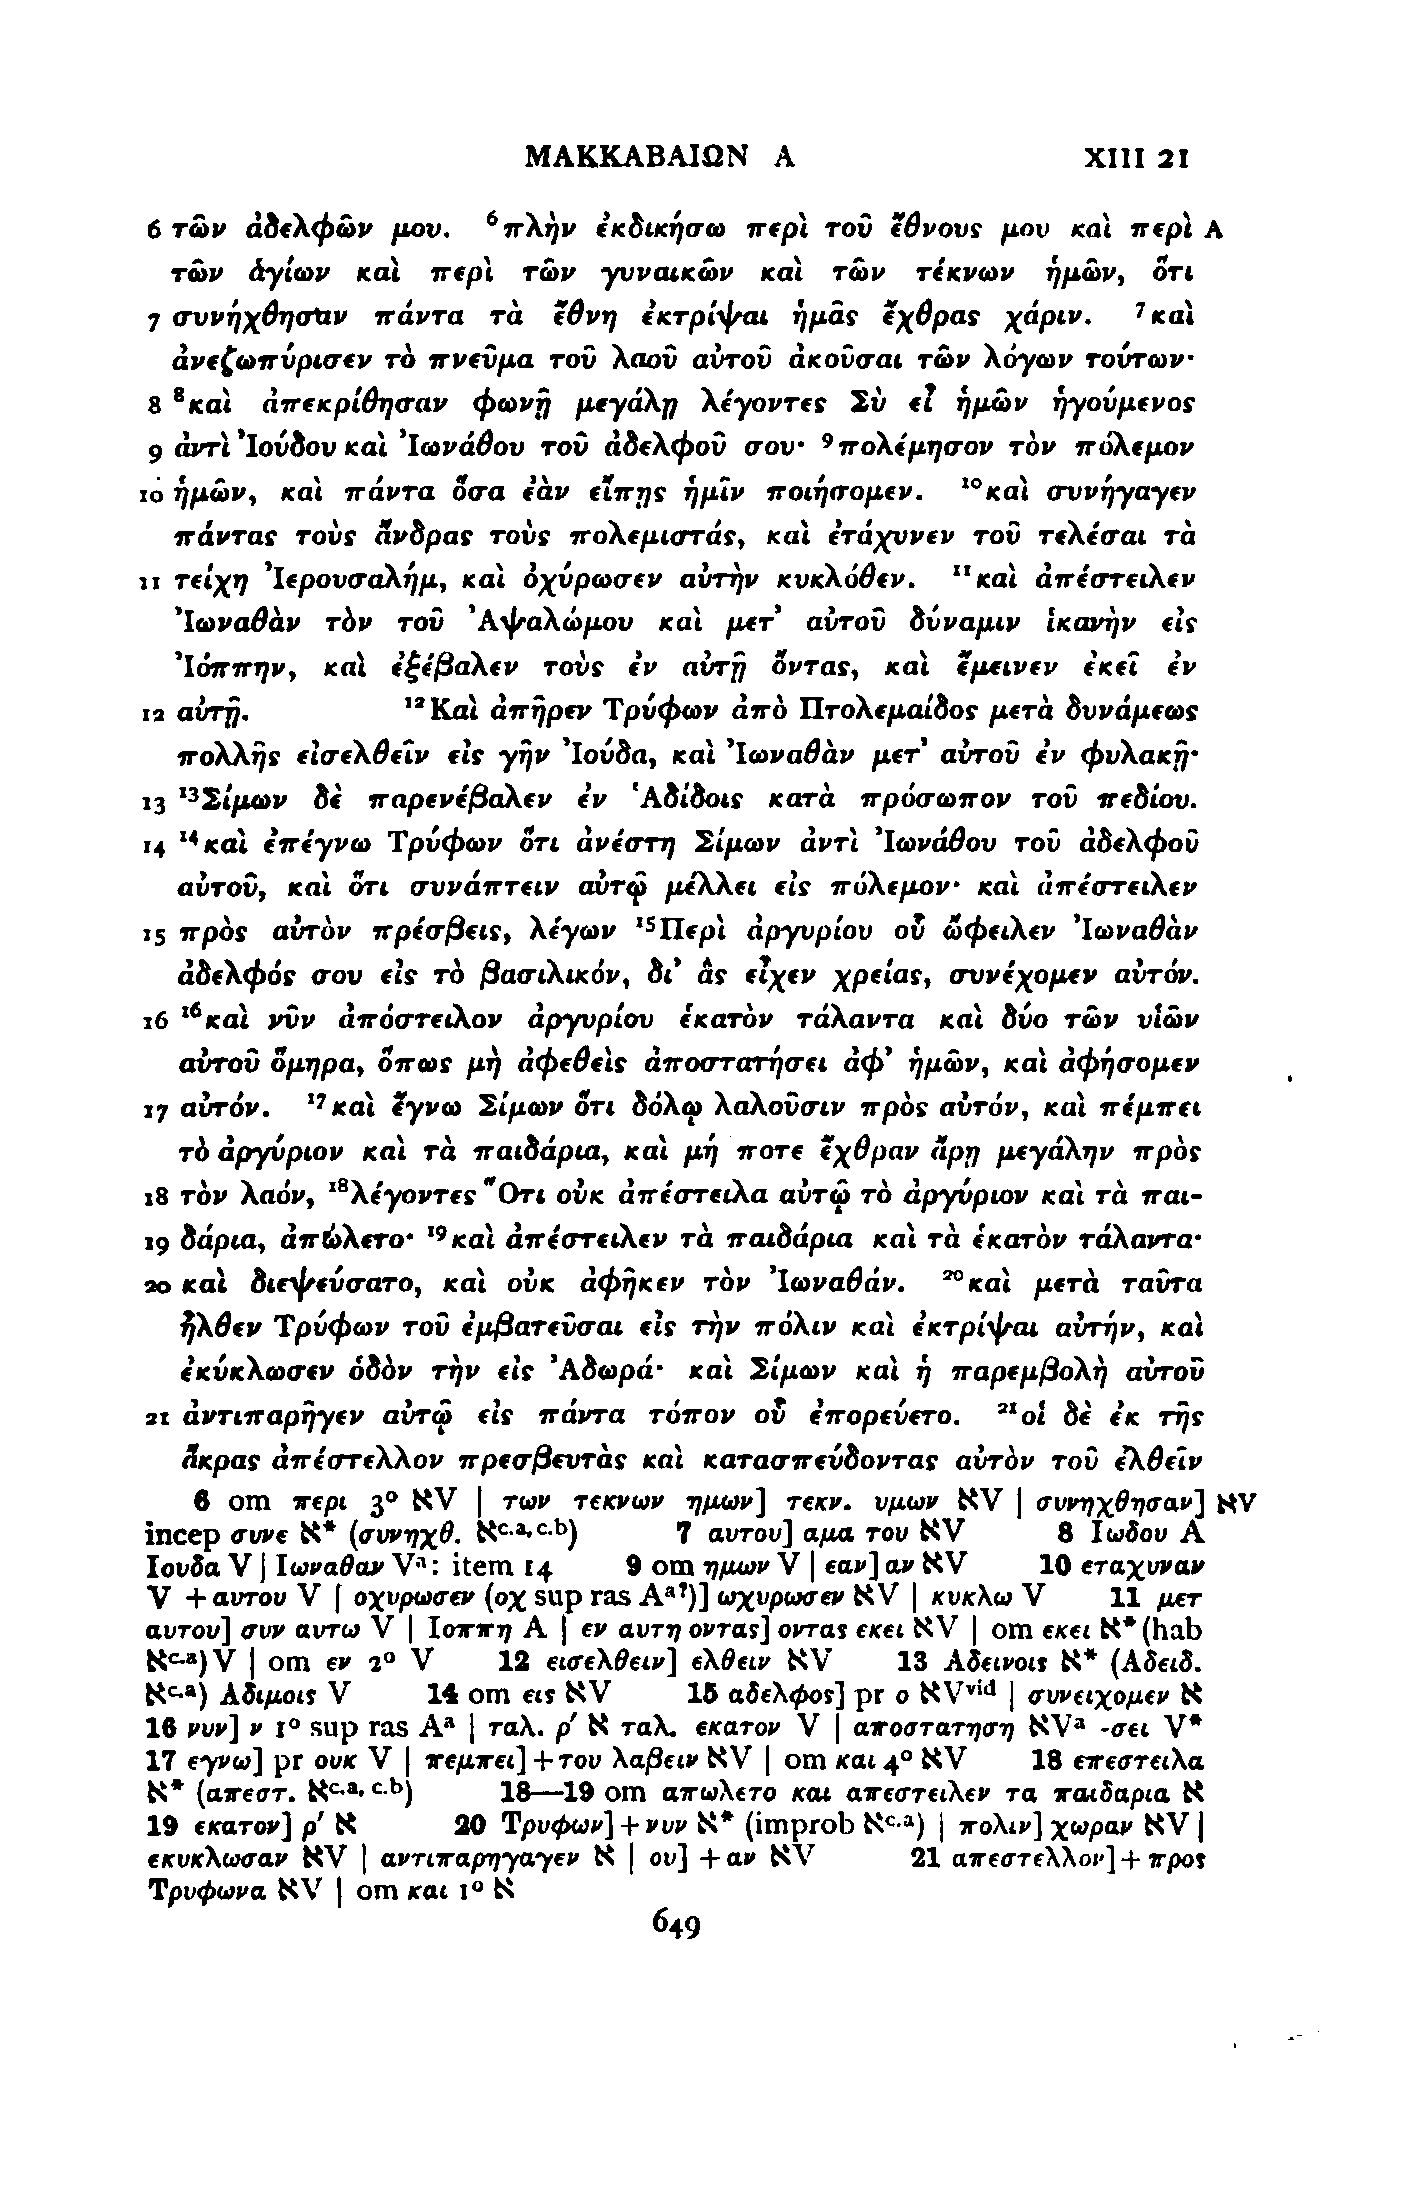 ΜΑΚΚΑΒΑΙΩΝ Α XIII 21
6 τῶν ἀδελφῶν μου. ⁶πλὴν ἐκδικήσω περὶ τοῦ ἔθνους μου καὶ περὶ A
τῶν ἁγίων καὶ περὶ τῶν γυναικῶν καὶ τῶν τέκνων ἡμῶν, ὅτι
7 συνήχθησαν πάντα τὰ ἔθνη ἐκτρίψαι ἡμᾶς ἔχθρας χάριν. ⁷καὶ
ἀνεζωπύρισεν τὸ πνεῦμα τοῦ λαοῦ αὐτοῦ ἀκοῦσαι τῶν λόγων τούτων·
8 ⁸καὶ ἀπεκρίθησαν φωνῇ μεγάλῃ λέγοντες Σὺ εἶ ἡμῶν ἡγούμενος
9 ἀντὶ Ἰούδου καὶ Ἰωνάθου τοῦ ἀδελφοῦ σου· ⁹πολέμησον τὸν πόλεμον
10 ἡμῶν, καὶ πάντα ὅσα ἐὰν εἴπῃς ἡμῖν ποιήσομεν. ¹⁰καὶ συνήγαγεν
πάντας τοὺς ἄνδρας τοὺς πολεμιστάς, καὶ ἐτάχυνεν τοῦ τελέσαι τὰ
11 τείχη Ἰερουσαλήμ, καὶ ὀχύρωσεν αὐτὴν κυκλόθεν. ¹¹καὶ ἀπέστειλεν
Ἰωναθὰν τὸν τοῦ Ἀψαλώμου καὶ μετ᾽ αὐτοῦ δύναμιν ἱκανὴν εἰς
Ἰόππην, καὶ ἐξέβαλεν τοὺς ἐν αὐτῇ ὄντας, καὶ ἔμεινεν ἐκεῖ ἐν
12 αὐτῇ. ¹²Καὶ ἀπῆρεν Τρύφων ἀπὸ Πτολεμαίδος μετὰ δυνάμεως
πολλῆς εἰσελθεῖν εἰς γῆν Ἰούδα, καὶ Ἰωναθὰν μετ᾽ αὐτοῦ ἐν φυλακῇ·
13 ¹³Σίμων δὲ παρενέβαλεν ἐν Ἁδίδοις κατὰ πρόσωπον τοῦ πεδίου.
14 ¹⁴καὶ ἐπέγνω Τρύφων ὅτι ἀνέστη Σίμων ἀντὶ Ἰωνάθου τοῦ ἀδελφοῦ
αὐτοῦ, καὶ ὅτι συνάπτειν αὐτῷ μέλλει εἰς πόλεμον· καὶ ἀπέστειλεν
15 πρὸς αὐτὸν πρέσβεις, λέγων ¹⁵Περὶ ἀργυρίου οὗ ὤφειλεν Ἰωναθὰν
ἀδελφός σου εἰς τὸ βασιλικόν, δι᾽ ἃς εἶχεν χρείας, συνέχομεν αὐτόν.
16 ¹⁶καὶ νῦν ἀπόστειλον ἀργυρίου ἑκατὸν τάλαντα καὶ δύο τῶν υἱῶν
αὐτοῦ ὅμηρα, ὅπως μὴ ἀφεθεὶς ἀποστατήσει ἀφ᾽ ἡμῶν, καὶ ἀφήσομεν
17 αὐτόν. ¹⁷καὶ ἔγνω Σίμων ὅτι δόλῳ λαλοῦσιν πρὸς αὐτόν, καὶ πέμπει
τὸ ἀργύριον καὶ τὰ παιδάρια, καὶ μή ποτε ἔχθραν ἄρῃ μεγάλην πρὸς
18 τὸν λαόν, ¹⁸λέγοντες Ὅτι οὐκ ἀπέστειλα αὐτῷ τὸ ἀργύριον καὶ τὰ παι-
19 δάρια, ἀπώλετο· ¹⁹καὶ ἀπέστειλεν τὰ παιδάρια καὶ τὰ ἑκατὸν τάλαντα·
20 καὶ διεψεύσατο, καὶ οὐκ ἀφῆκεν τὸν Ἰωναθάν. ²⁰καὶ μετὰ ταῦτα
ἦλθεν Τρύφων τοῦ ἐμβατεῦσαι εἰς τὴν πόλιν καὶ ἐκτρίψαι αὐτήν, καὶ
ἐκύκλωσεν ὁδὸν τὴν εἰς Ἀδωρά· καὶ Σίμων καὶ ἡ παρεμβολὴ αὐτοῦ
21 ἀντιπαρῆγεν αὐτῷ εἰς πάντα τόπον οὗ ἐπορεύετο. ²¹οἱ δὲ ἐκ τῆς
ἄκρας ἀπέστελλον πρεσβευτὰς καὶ κατασπεύδοντας αὐτὸν τοῦ ἐλθεῖν
6 om περι 3° ℵV | των τεκνων ημων] τεκν. υμων ℵV | συνηχθησαν] ℵV
incep συνε ℵ* (συνηχθ. ℵᶜ·ᵃ, ᶜ·ᵇ) 7 αυτου] αμα του ℵV 8 Ιωδου A
Ιουδα V | Ιωναθαν Vᵃ: item 14 9 om ημων V | εαν] αν ℵV 10 εταχυναν
V + αυτου V | οχυρωσεν (οχ sup ras Aᵃ?)] ωχυρωσεν ℵV | κυκλω V 11 μετ
αυτου] συν αυτω V | Ιοππη A | εν αυτη οντας] οντας εκει ℵV | om εκει ℵ* (hab
ℵᶜ·ᵃ) V | om εν 2° V 12 εισελθειν] ελθειν ℵV 13 Αδεινοις ℵ* (Αδειδ.
ℵᶜ·ᵃ) Αδιμοις V 14 om εις ℵV 15 αδελφος] pr ο ℵVᵛⁱᵈ | συνειχομεν ℵ
16 νυν] ν 1° sup ras Aᵃ | ταλ. ρ′ ℵ ταλ. εκατον V | αποστατηση ℵVᵃ -σει V*
17 εγνω] pr ουκ V | πεμπει] + του λαβειν ℵV | om και 4° ℵV 18 επεστειλα
ℵ* (απεστ. ℵᶜ·ᵃ, ᶜ·ᵇ) 18—19 om απωλετο και απεστειλεν τα παιδαρια ℵ
19 εκατον] ρ′ ℵ 20 Τρυφων] + νυν ℵ* (improb ℵᶜ·ᵃ) | πολιν] χωραν ℵV |
εκυκλωσαν ℵV | αντιπαρηγαγεν ℵ | ου] + αν ℵV 21 απεστελλον] + προς
Τρυφωνα ℵV | om και 1° ℵ
649